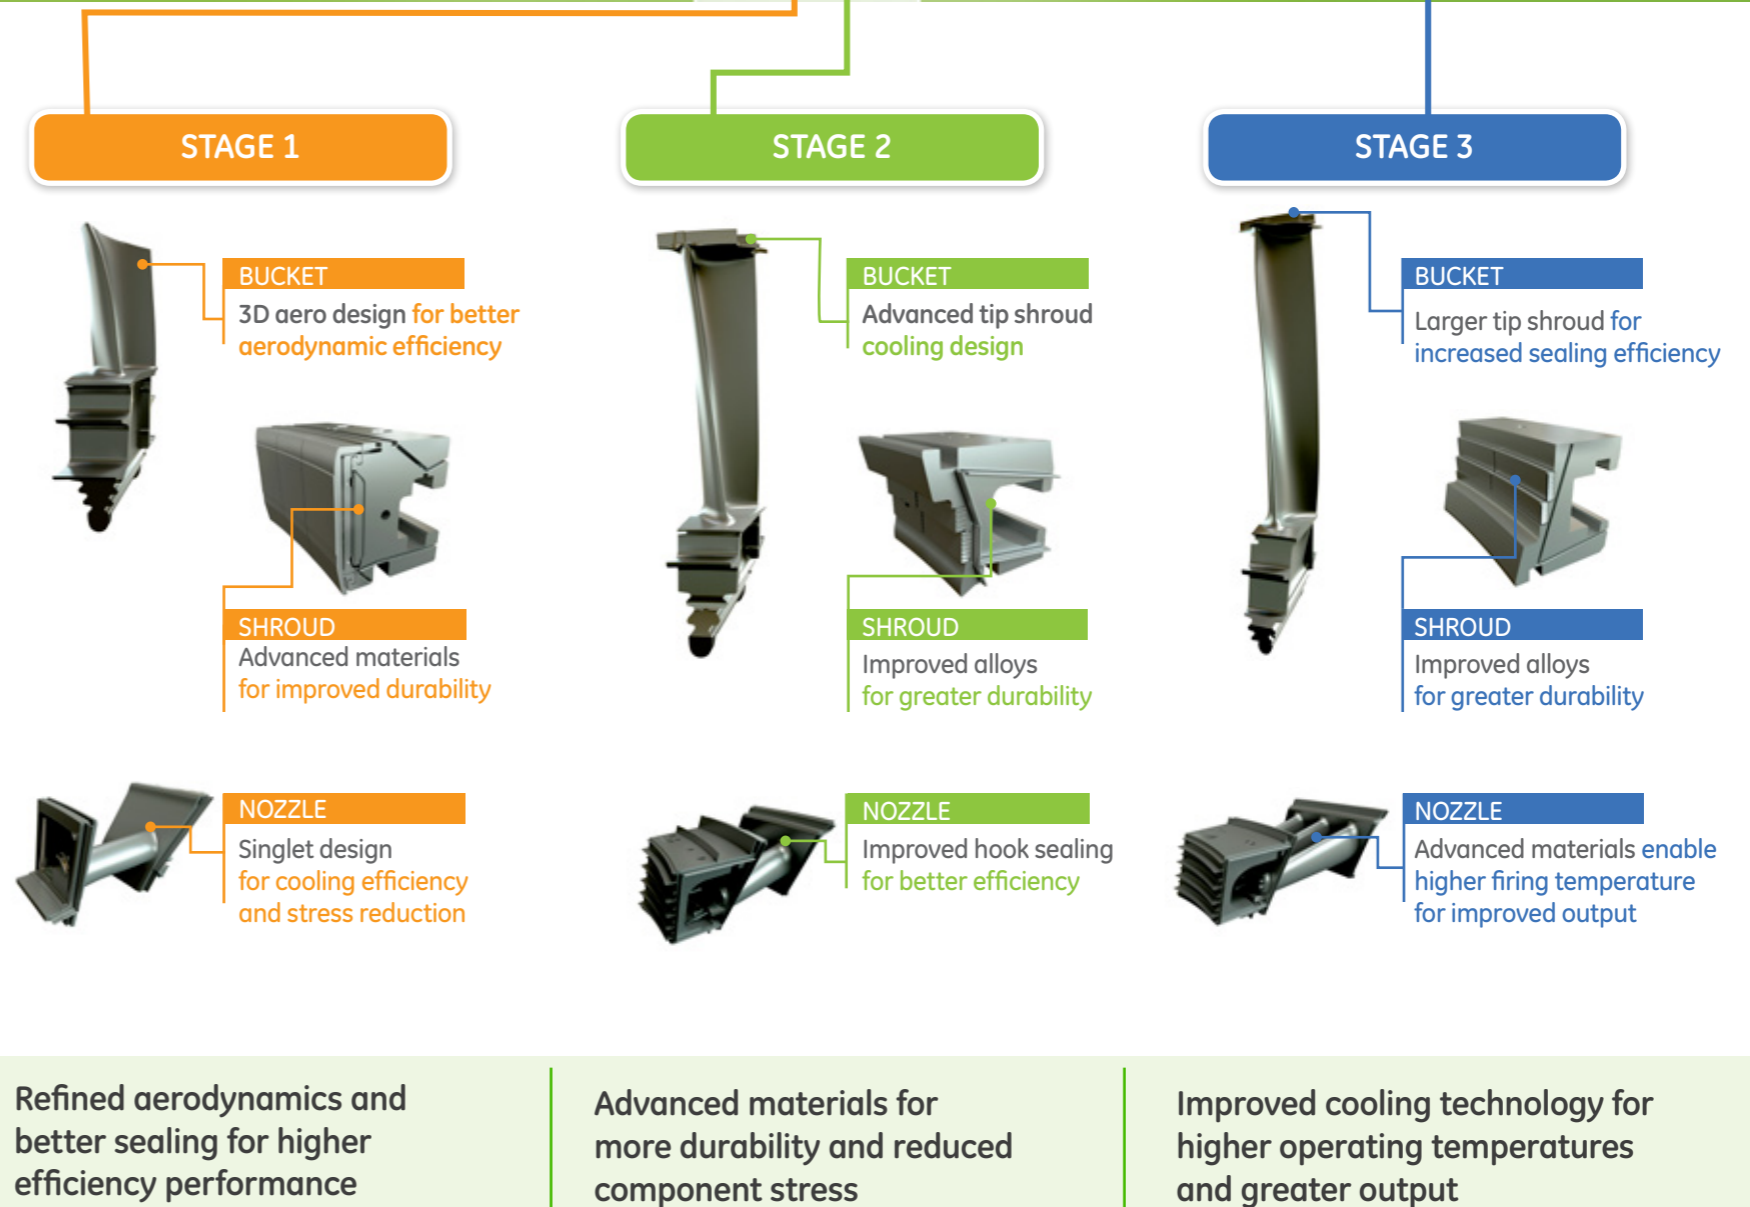 STAGE 1
STAGE 2
STAGE 3
BUCKET
3D aero design for better
aerodynamic efficiency
BUCKET
Advanced tip shroud
cooling design
BUCKET
Larger tip shroud for
increased sealing efficiency
SHROUD
Advanced materials
for improved durability
SHROUD
Improved alloys
for greater durability
SHROUD
Improved alloys
for greater durability
NOZZLE
Singlet design
for cooling efficiency
and stress reduction
NOZZLE
Improved hook sealing
for better efficiency
NOZZLE
Advanced materials enable
higher firing temperature
for improved output
Refined aerodynamics and
better sealing for higher
efficiency performance
Advanced materials for
more durability and reduced
component stress
Improved cooling technology for
higher operating temperatures
and greater output